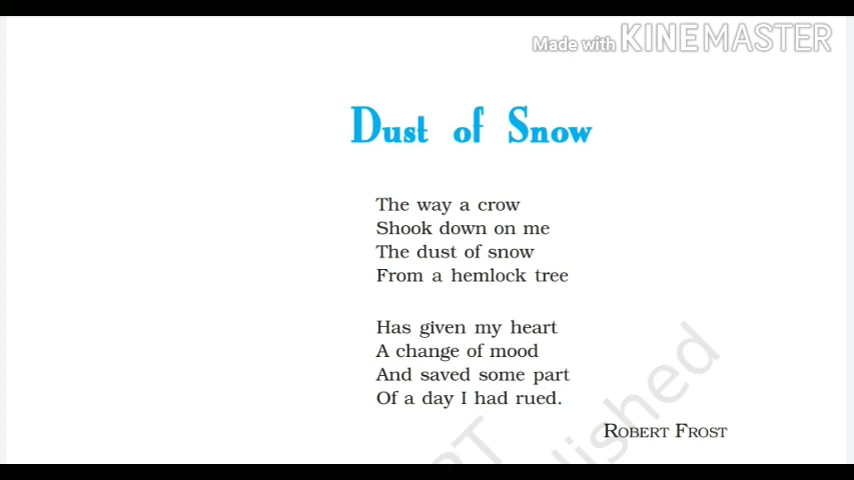 Made with KINEMASTER
Dust of Snow
The way a crow
Shook down on me
The dust of snow
From a hemlock tree
Has given my heart
A change of mood
And saved some part
Of a day I had rued.
ROBERT FROST